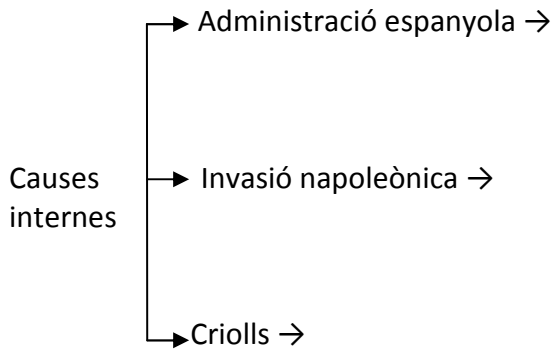 Administració espanyola →
Causes
internes
Invasió napoleònica →
Criolls →